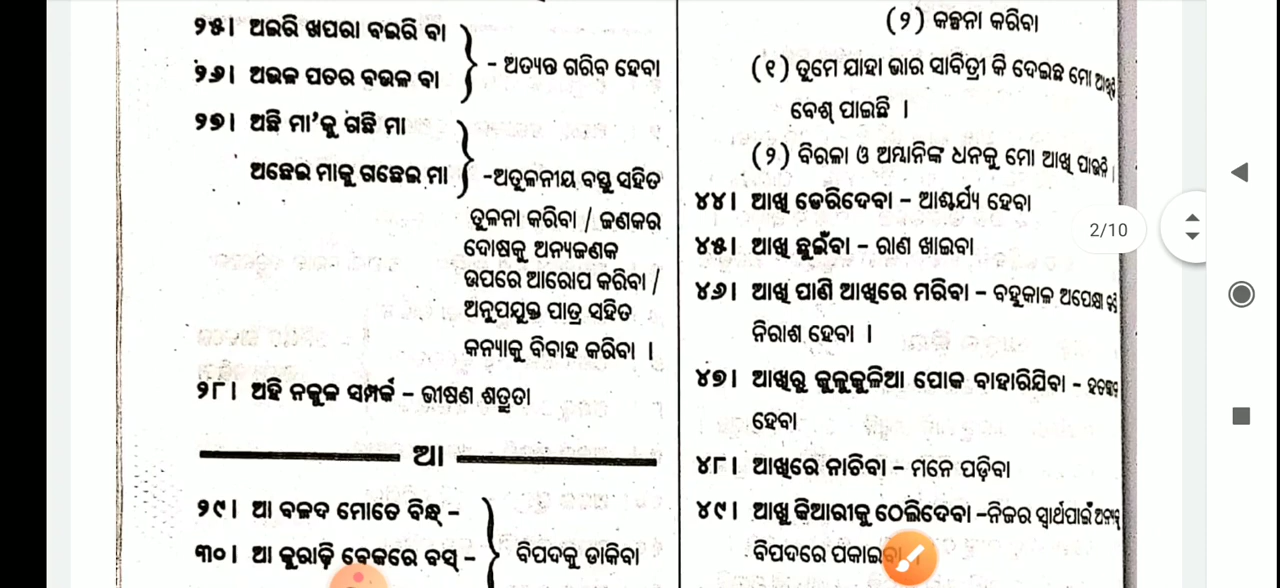 ୨୫। ଅଇରି ଖପରା ବଇରି ବା
୨୬। ଅଉଳ ପତର ବଉଳ ବା
- ଅତ୍ୟନ୍ତ ଗରିବ ହେବା
୨୭। ଅଛି ମା’କୁ ଗଛି ମା
ଅଛେଇ ମାକୁ ଗଛେଇ ମା
-ଅତୁଳନୀୟ ବସ୍ତୁ ସହିତ
ତୁଳନା କରିବା / ଜଣକର
ଦୋଷକୁ ଅନ୍ୟଜଣକ
ଉପରେ ଆରୋପ କରିବା /
ଅନୁପଯୁକ୍ତ ପାତ୍ର ସହିତ
କନ୍ୟାକୁ ବିବାହ କରିବା ।
୨୮। ଅହି ନକୁଳ ସମ୍ପର୍କ – ଭୀଷଣ ଶତ୍ରୁତା
ଆ
୨୯। ଆ ବଳଦ ମୋତେ ବିନ୍ଧ୍ –
୩୦। ଆ କୁରାଢ଼ି ବେକରେ ବସ୍ –
ବିପଦକୁ ଡାକିବା
(୨) କଳ୍ପନା କରିବା
(୧) ତୁମେ ଯାହା ଭାର ସାବିତ୍ରୀ କି ଦେଇଛ ମୋ
ବେଶ୍ ପାଇଛି ।
(୨) ବିରଳା ଓ ଅମ୍ବାନିଙ୍କ ଧନକୁ ମୋ ଆଖି ପାଉନି ।
୪୪। ଆଖି ଡେରିଦେବା – ଆଶ୍ଚର୍ଯ୍ୟ ହେବା
୪୫। ଆଖି ଛୁଇଁବା – ରାଣ ଖାଇବା
୪୬। ଆଖି ପାଣି ଆଖିରେ ମରିବା – ବହୁକାଳ ଅପେକ୍ଷା
ନିରାଶ ହେବା ।
୪୭। ଆଖିରୁ କୁଳୁକୁଳିଆ ପୋକ ବାହାରିଯିବା –
ହେବା
୪୮। ଆଖିରେ ନାଚିବା – ମନେ ପଡ଼ିବା
୪୯। ଆଖୁ କିଆରୀକୁ ଠେଲିଦେବା –ନିଜର ସ୍ୱାର୍ଥପାଇଁ
ବିପଦରେ ପକାଇବା
2/10